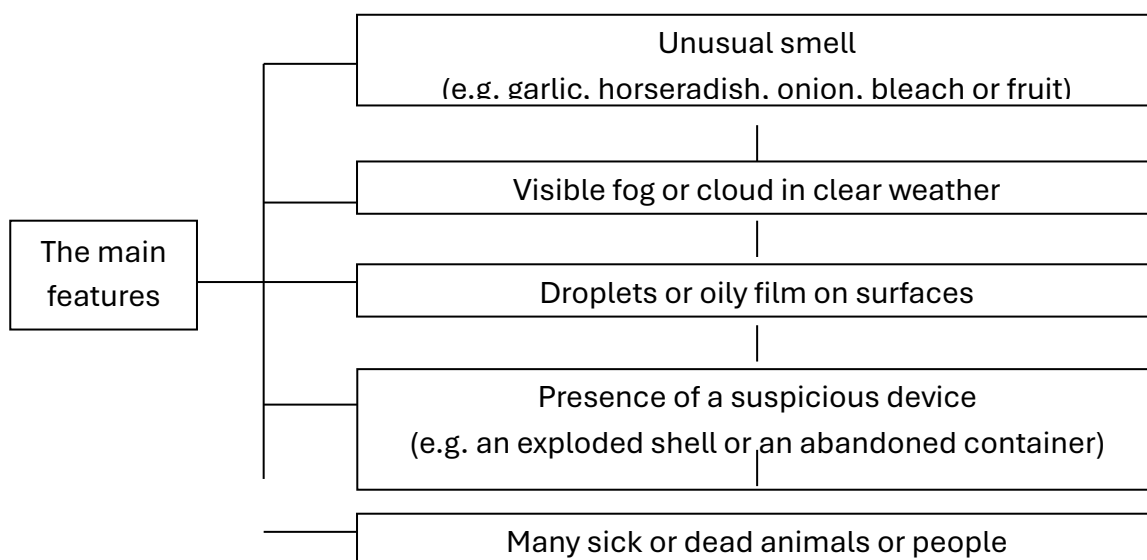 Unusual smell
(e.g. garlic, horseradish, onion, bleach or fruit)
Visible fog or cloud in clear weather
The main
features
Droplets or oily film on surfaces
Presence of a suspicious device
(e.g. an exploded shell or an abandoned container)
Many sick or dead animals or people